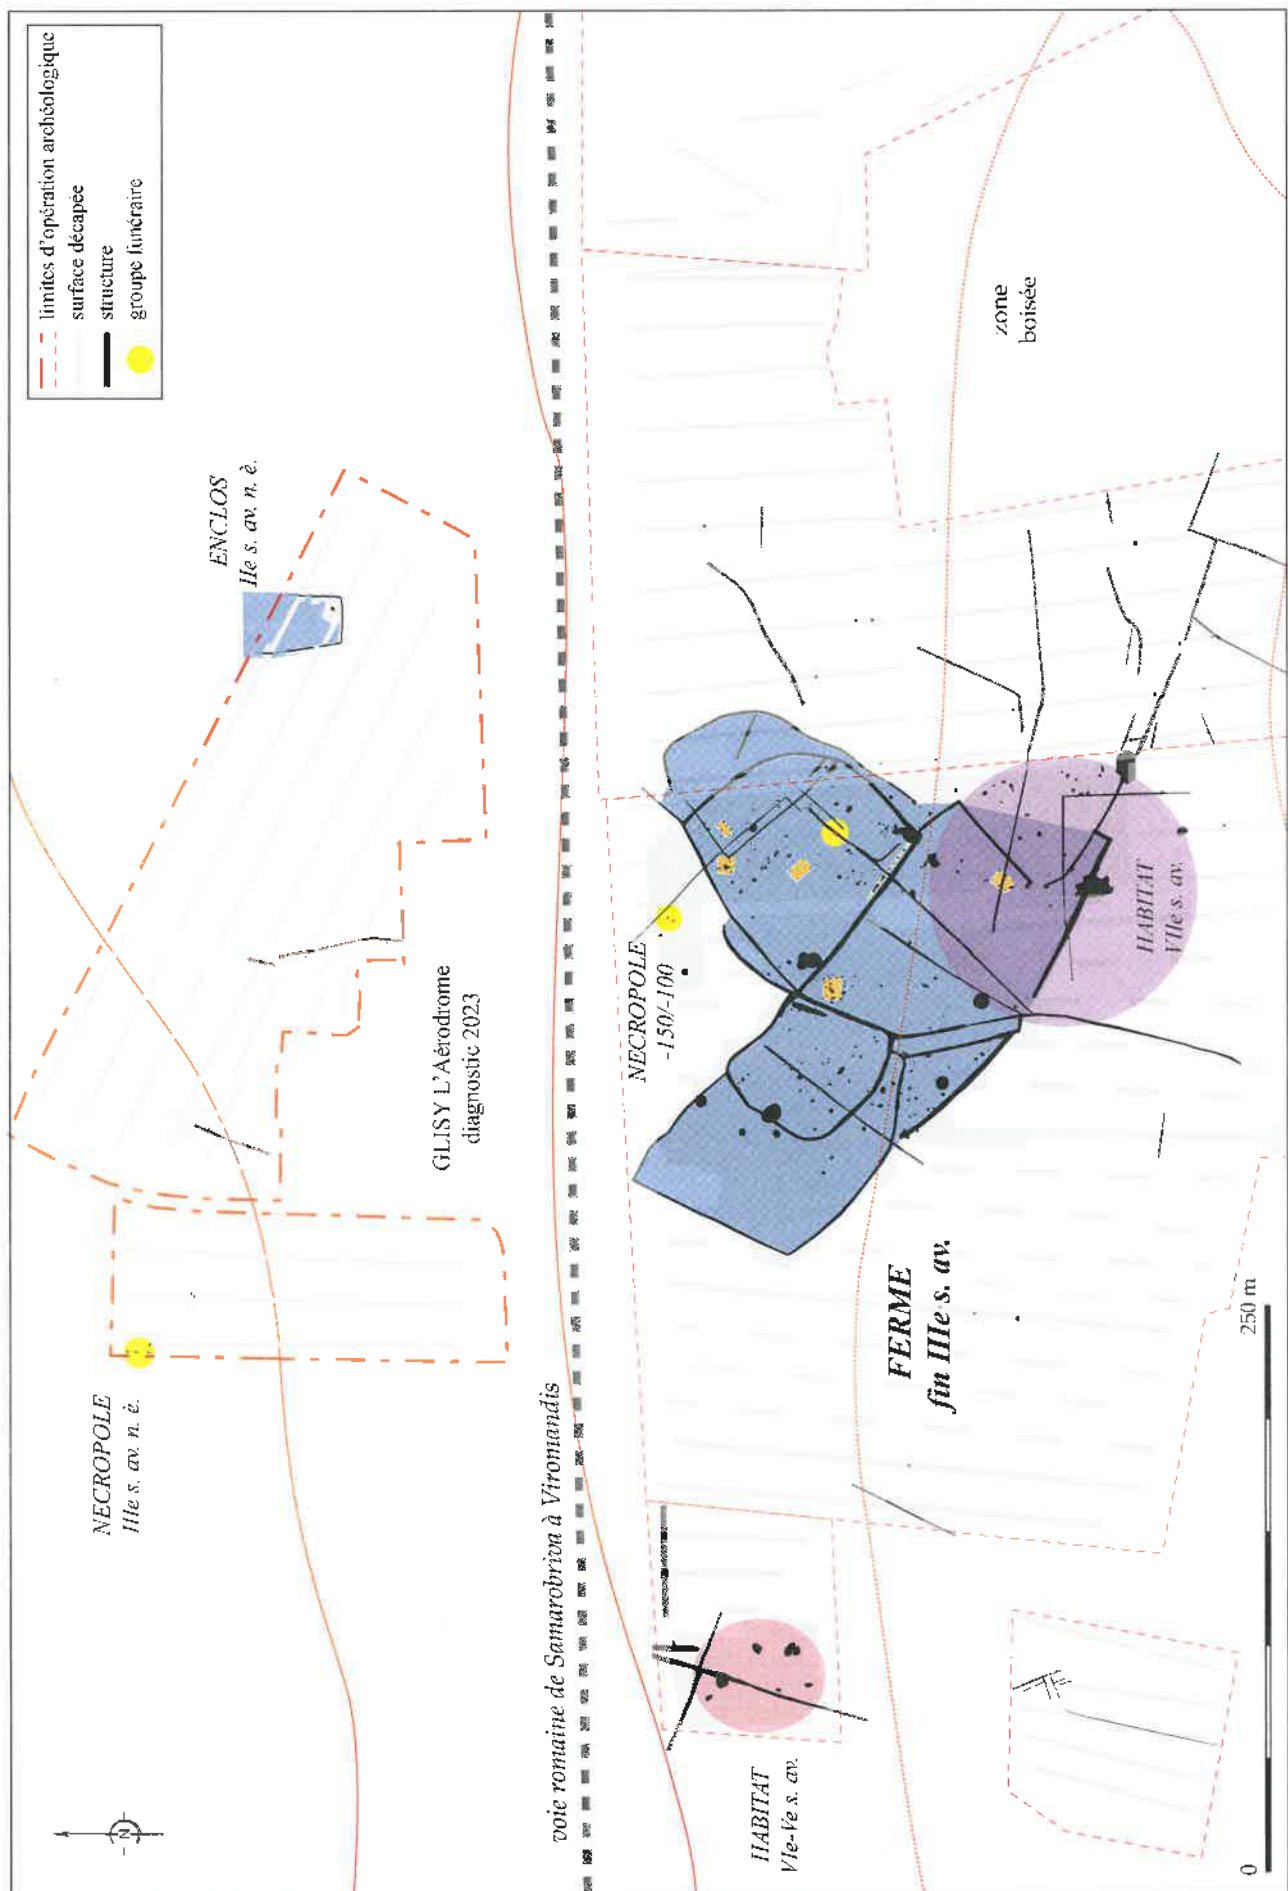 limites d'opération archéologique
surface décapée
structure
groupe funéraire
ENCLOS
IIe s. av. n. è.
NECROPOLE
IIIe s. av. n. è.
GLISY L'Aérodrome
diagnostic 2023
N
voie romaine de Samarobriva à Viromandis
NECROPOLE
-150/-100
zone
boisée
HABITAT
VIIe s. av.
FERME
fin IIIe s. av.
HABITAT
VIe-Ve s. av.
0
250 m